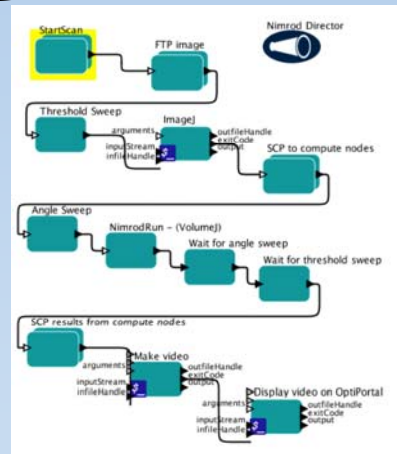 StartScan
FTP image
Nimrod Director
Threshold Sweep
ImageJ
arguments
inputStream
infileHandle
outfileHandle
exitCode
output
$_
SCP to compute nodes
Angle Sweep
NimrodRun - (VolumeJ)
Wait for angle sweep
Wait for threshold sweep
SCP results from compute nodes
Make video
arguments
inputStream
infileHandle
outfileHandle
exitCode
output
$_
Display video on OptiPortal
arguments
inputStream
infileHandle
outfileHandle
exitCode
output
$_